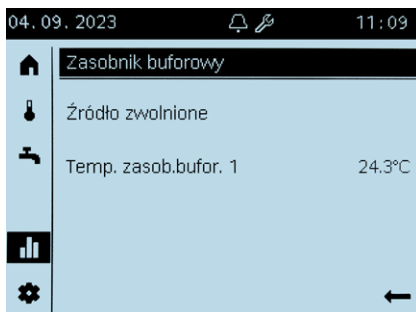 04. 09. 2023 11:09
Zasobnik buforowy
Źródło zwolnione
Temp. zasob.bufor. 1 24.3°C